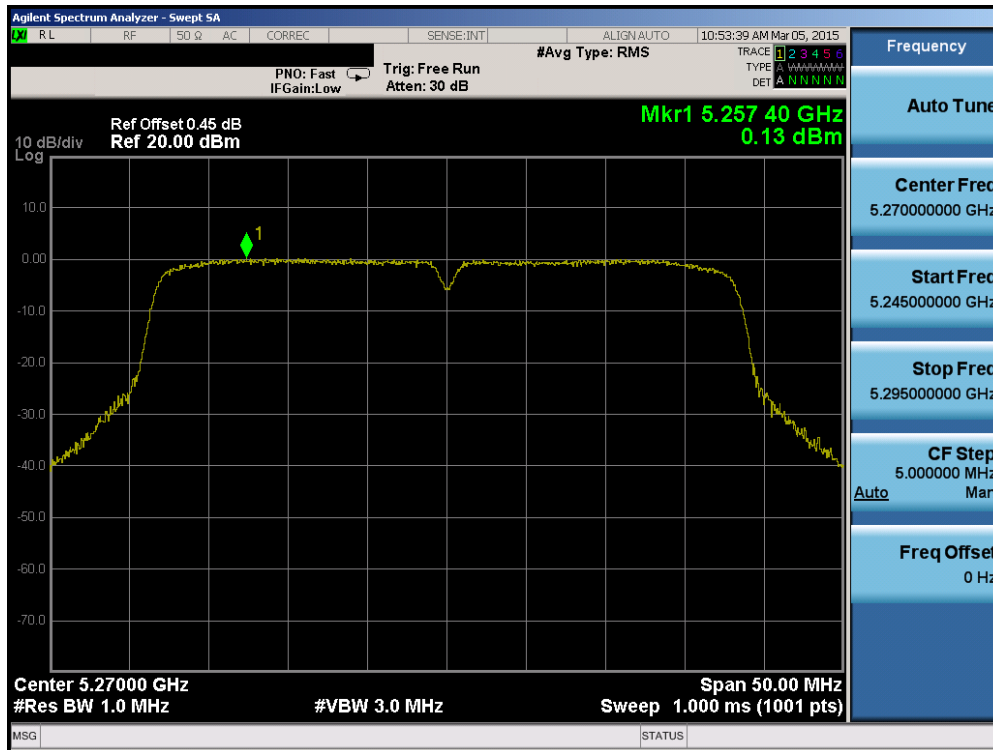 Agilent Spectrum Analyzer - Swept SA
LXI RL RF 50 Ω AC CORREC SENSE:INT ALIGN AUTO 10:53:39 AM Mar 05, 2015
#Avg Type: RMS
TRACE 1 2 3 4 5 6
TYPE A WWWWW
DET A N N N N N
PNO: Fast
IFGain:Low
Trig: Free Run
Atten: 30 dB
Frequency
Mkr1 5.257 40 GHz
0.13 dBm
Ref Offset 0.45 dB
10 dB/div Ref 20.00 dBm
Log
10.0
0.00
-10.0
-20.0
-30.0
-40.0
-50.0
-60.0
-70.0
1
Auto Tune
Center Freq
5.270000000 GHz
Start Freq
5.245000000 GHz
Stop Freq
5.295000000 GHz
CF Step
5.000000 MHz
Auto Man
Freq Offset
0 Hz
Center 5.27000 GHz Span 50.00 MHz
#Res BW 1.0 MHz #VBW 3.0 MHz Sweep 1.000 ms (1001 pts)
MSG STATUS